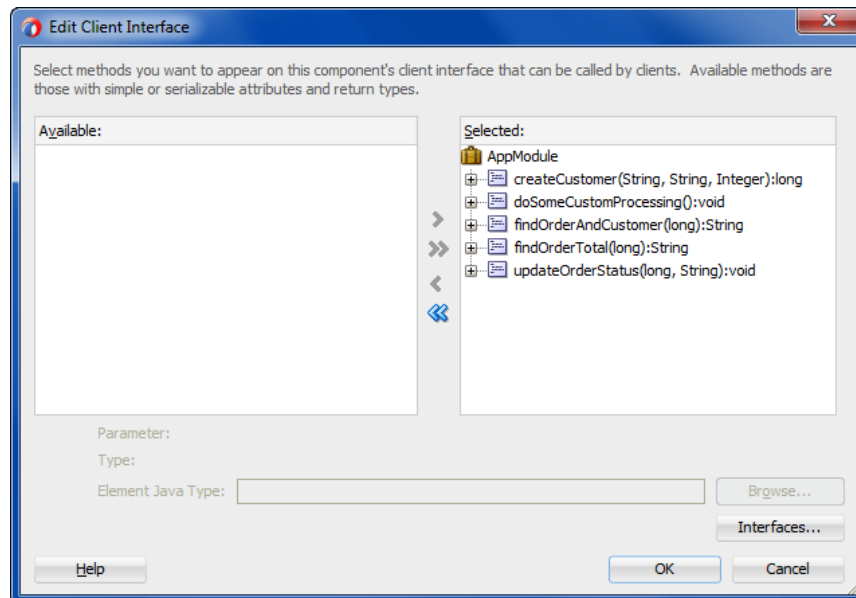 Edit Client Interface
Select methods you want to appear on this component's client interface that can be called by clients. Available methods are
those with simple or serializable attributes and return types.
Available:
Selected:
AppModule
createCustomer(String, String, Integer):long
doSomeCustomProcessing():void
findOrderAndCustomer(long):String
findOrderTotal(long):String
updateOrderStatus(long, String):void
Parameter:
Type:
Element Java Type:
Browse...
Interfaces...
Help
OK
Cancel